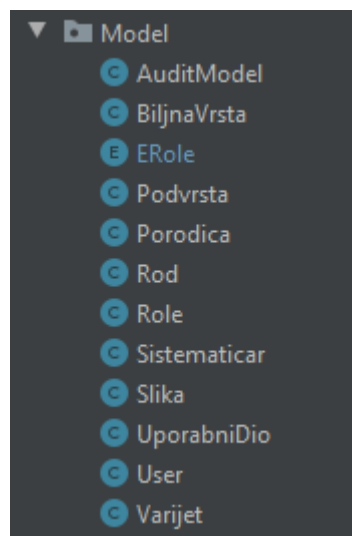 Model
C AuditModel
C BiljnaVrsta
E ERole
C Podvrsta
C Porodica
C Rod
C Role
C Sistematicar
C Slika
C UporabniDio
C User
C Varijet